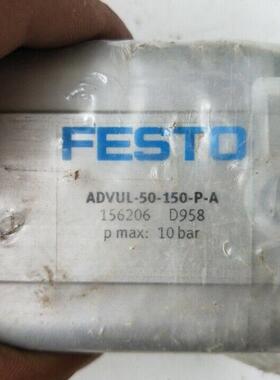 FESTO
ADVUL-50-150-P-A
156206 D958
p max: 10 bar